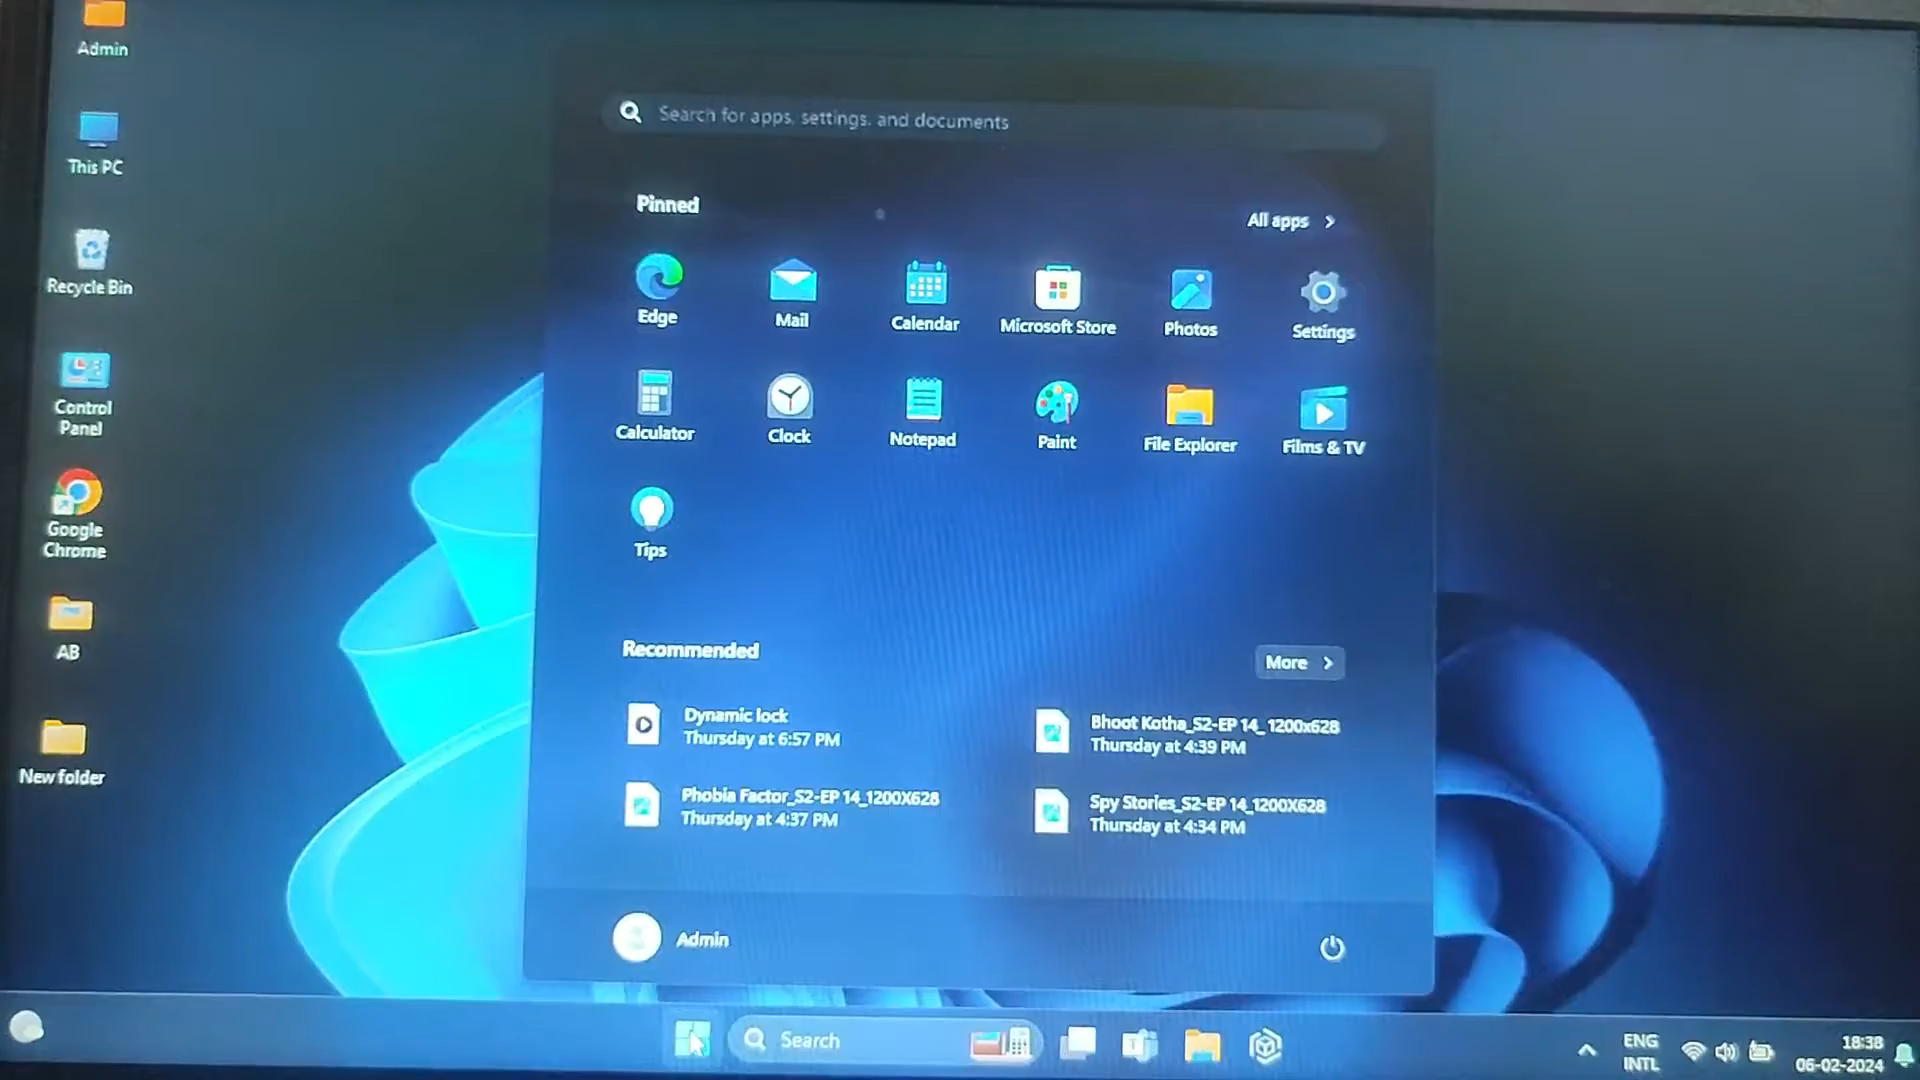 Admin
This PC
Recycle Bin
Control
Panel
Google
Chrome
AB
New folder
Search for apps, settings, and documents
Pinned
All apps
Edge
Mail
Calendar
Microsoft Store
Photos
Settings
Calculator
Clock
Notepad
Paint
File Explorer
Films & TV
Tips
Recommended
More
Dynamic lock
Thursday at 6:57 PM
Bhoot Kotha_S2-EP 14_ 1200x628
Thursday at 4:39 PM
Phobia Factor_S2-EP 14_1200X628
Thursday at 4:37 PM
Spy Stories_S2-EP 14_1200X628
Thursday at 4:34 PM
Admin
Search
ENG
INTL
18:38
06-02-2024